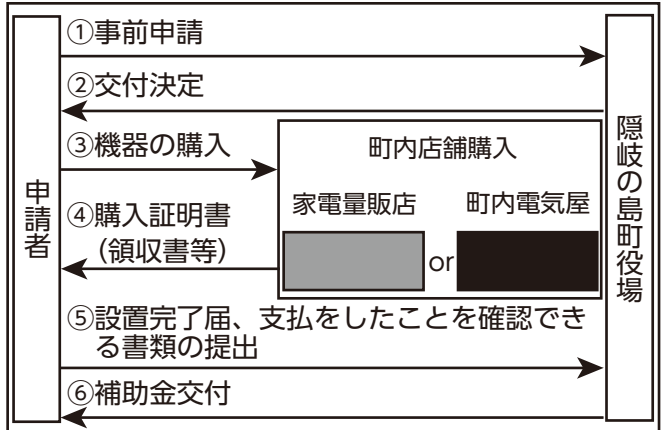 ①事前申請
②交付決定
③機器の購入
町内店舗購入
家電量販店
町内電気屋
or
④購入証明書
（領収書等）
⑤設置完了届、支払をしたことを確認でき
る書類の提出
⑥補助金交付
申請者
隠岐の島町役場